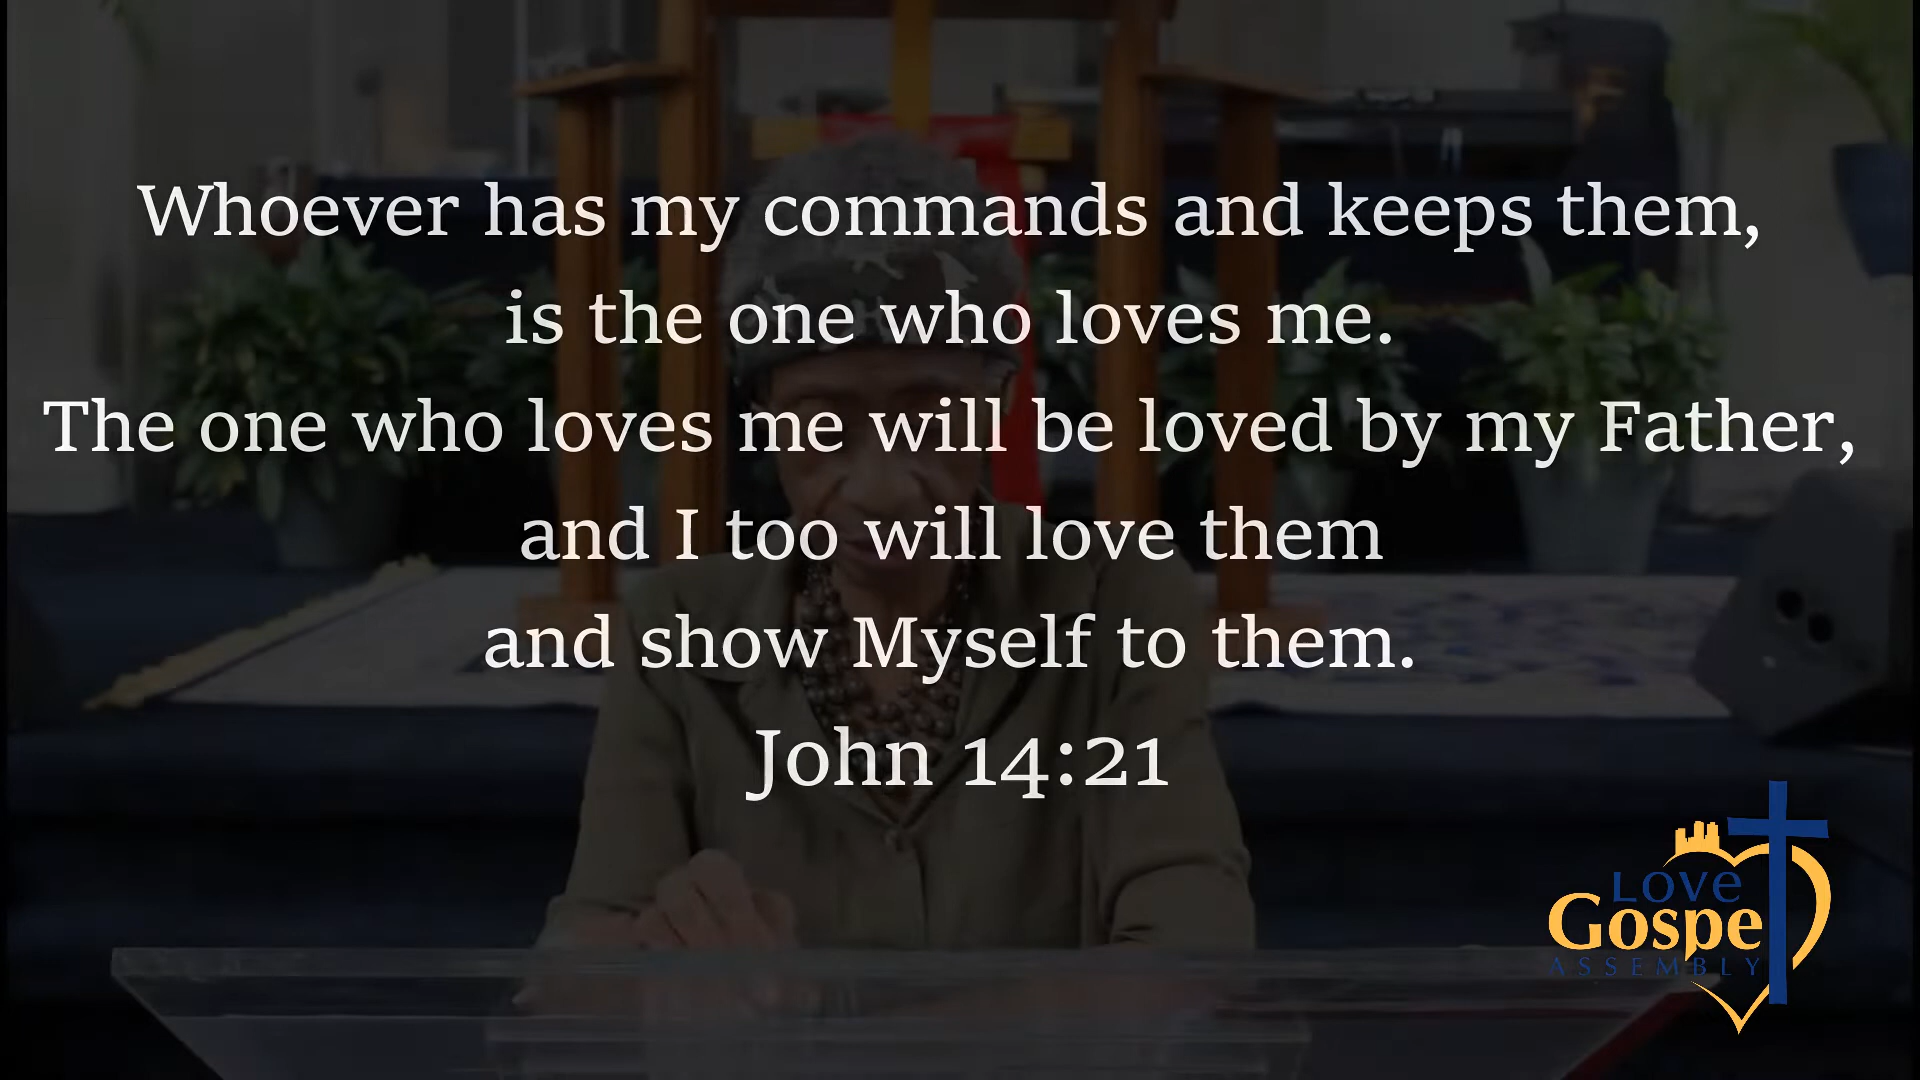 Whoever has my commands and keeps them,
is the one who loves me.
The one who loves me will be loved by my Father,
and I too will love them
and show Myself to them.
John 14:21
LOVE
Gospel
ASSEMBLY